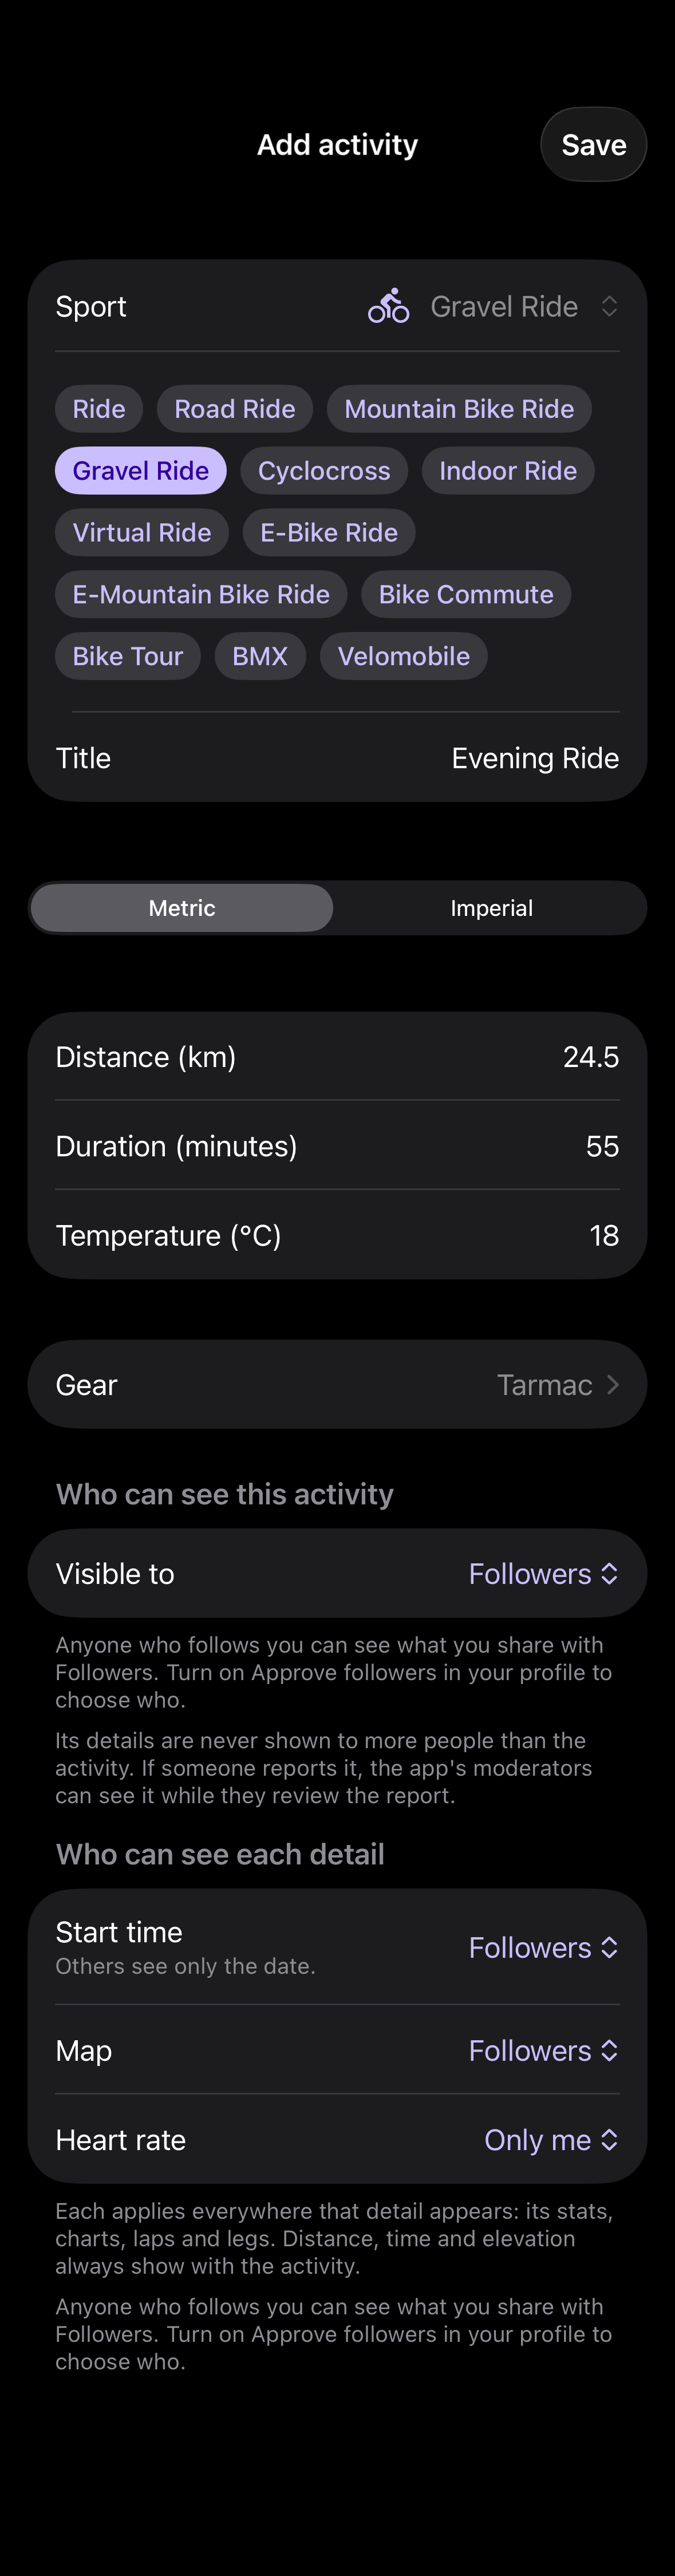 Add activity
Save
Sport
Gravel Ride
Ride
Road Ride
Mountain Bike Ride
Gravel Ride
Cyclocross
Indoor Ride
Virtual Ride
E-Bike Ride
E-Mountain Bike Ride
Bike Commute
Bike Tour
BMX
Velomobile
Title
Evening Ride
Metric
Imperial
Distance (km)
24.5
Duration (minutes)
55
Temperature (°C)
18
Gear
Tarmac
Who can see this activity
Visible to
Followers
Anyone who follows you can see what you share with
Followers. Turn on Approve followers in your profile to
choose who.
Its details are never shown to more people than the
activity. If someone reports it, the app's moderators
can see it while they review the report.
Who can see each detail
Start time
Others see only the date.
Followers
Map
Followers
Heart rate
Only me
Each applies everywhere that detail appears: its stats,
charts, laps and legs. Distance, time and elevation
always show with the activity.
Anyone who follows you can see what you share with
Followers. Turn on Approve followers in your profile to
choose who.